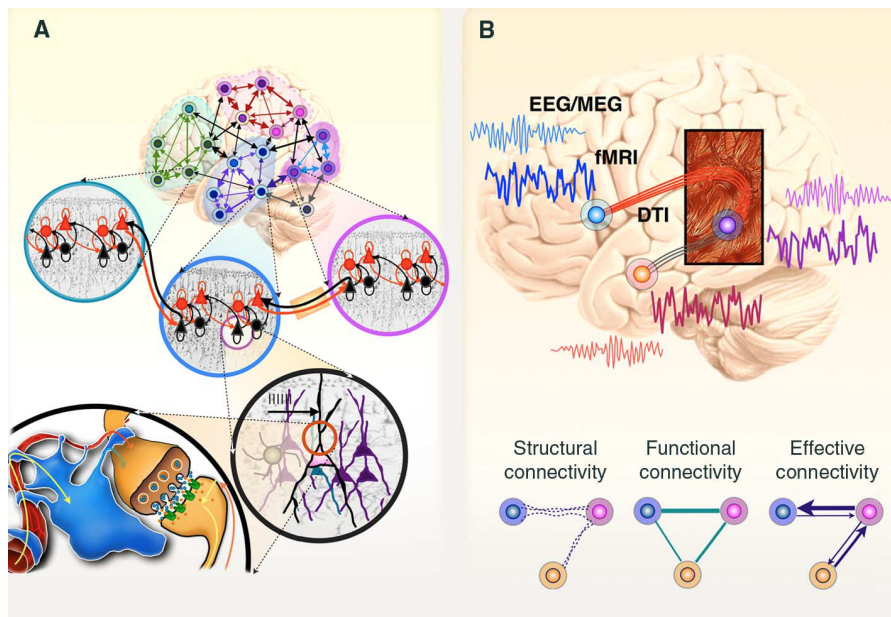 A
B
EEG/MEG
fMRI
DTI
Structural
connectivity
Functional
connectivity
Effective
connectivity